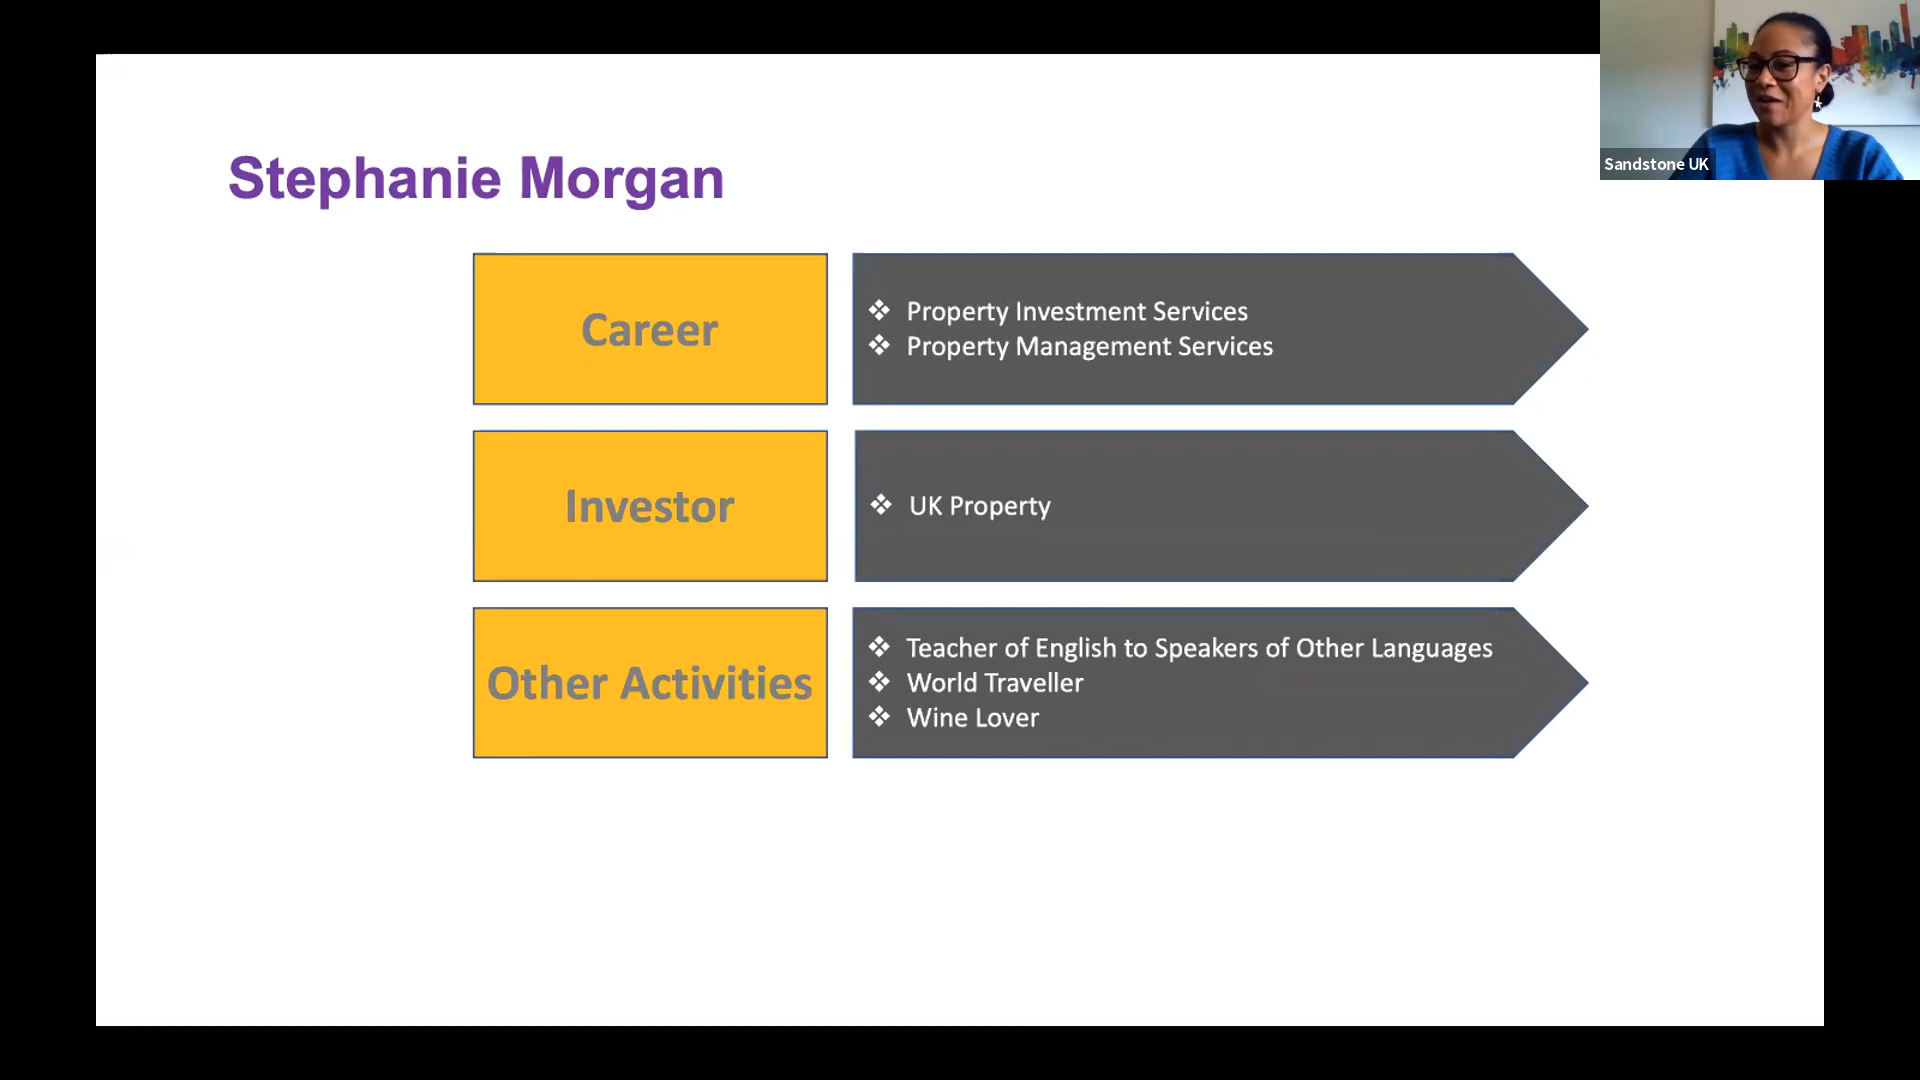 Sandstone UK
Stephanie Morgan
Career
❖ Property Investment Services
❖ Property Management Services
Investor
❖ UK Property
Other Activities
❖ Teacher of English to Speakers of Other Languages
❖ World Traveller
❖ Wine Lover